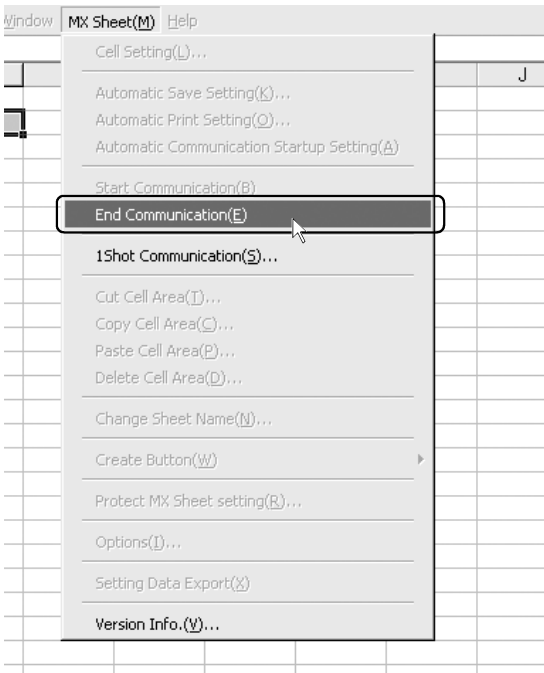 Window MX Sheet(M) Help
Cell Setting(L)...
J
Automatic Save Setting(K)...
Automatic Print Setting(O)...
Automatic Communication Startup Setting(A)
Start Communication(B)
End Communication(E)
1Shot Communication(S)...
Cut Cell Area(T)...
Copy Cell Area(C)...
Paste Cell Area(P)...
Delete Cell Area(D)...
Change Sheet Name(N)...
Create Button(W)
Protect MX Sheet setting(R)...
Options(I)...
Setting Data Export(X)
Version Info.(V)...